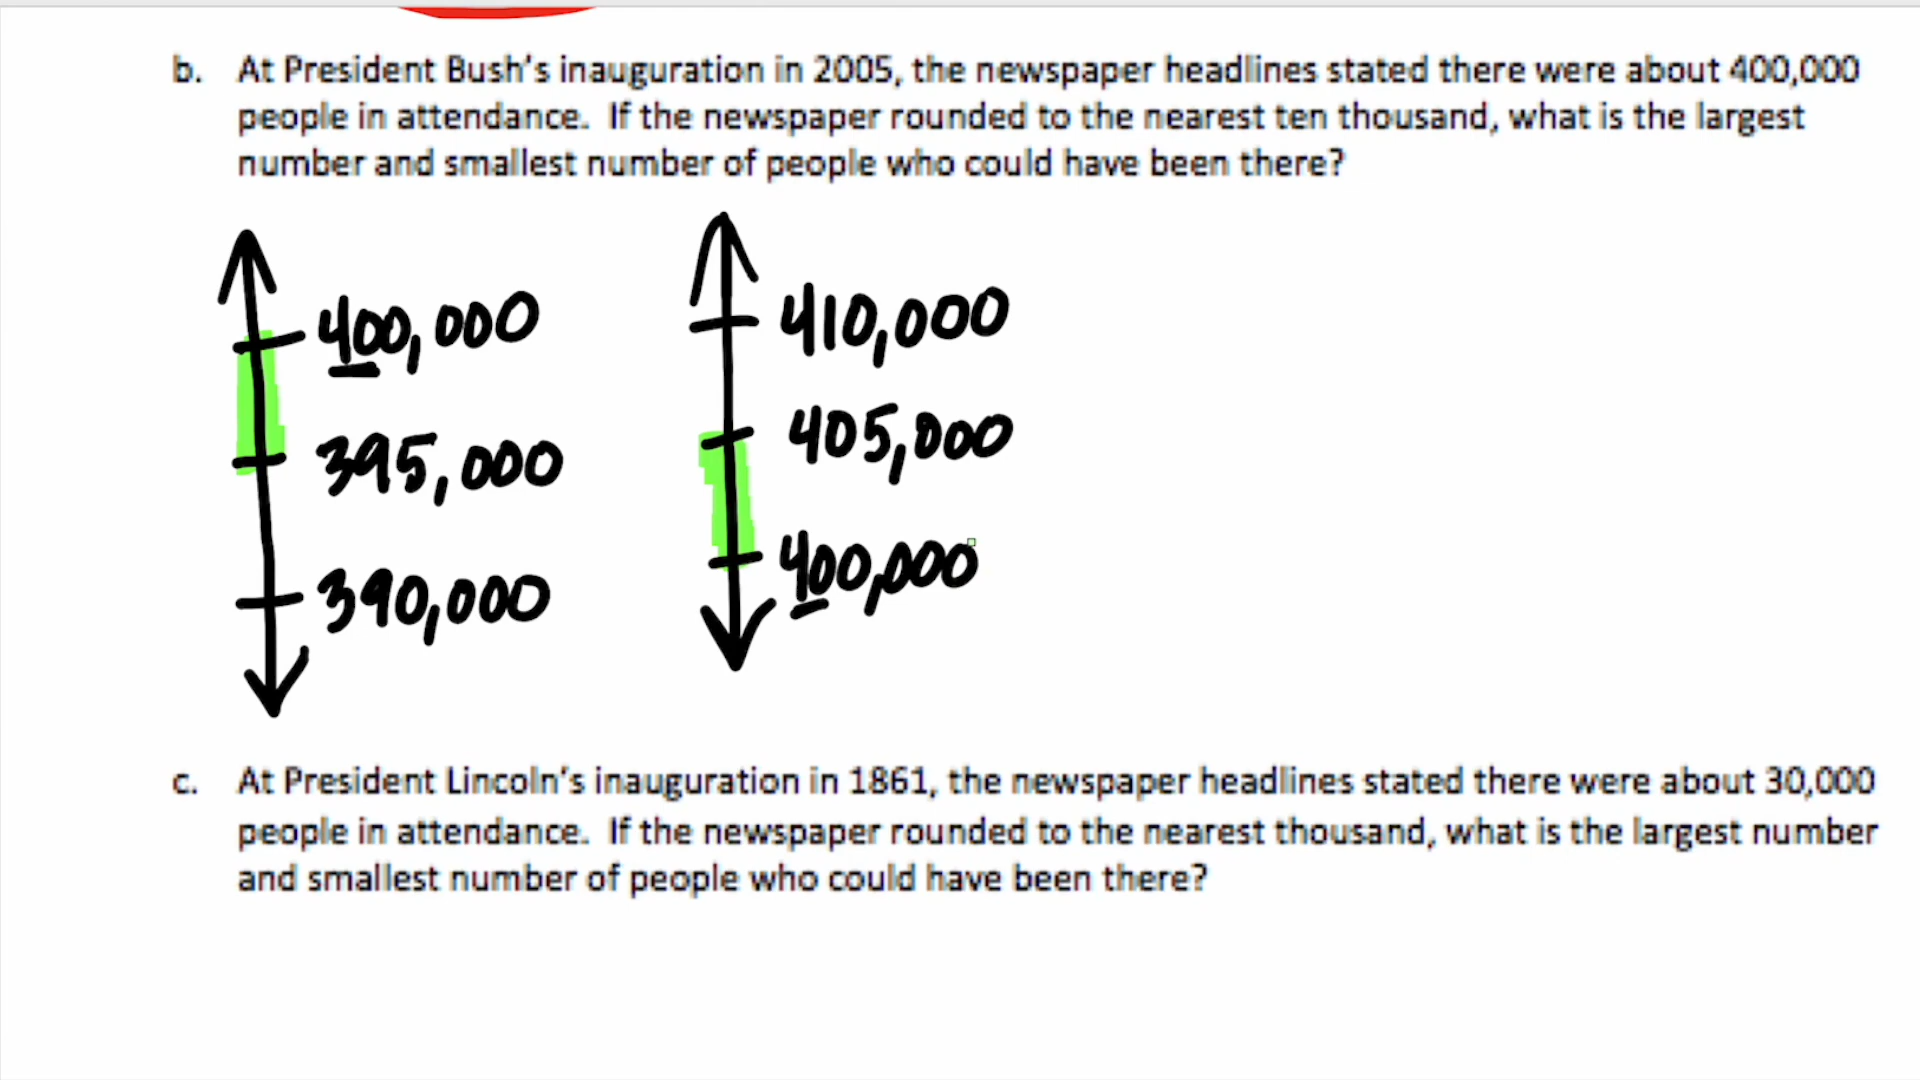 b. At President Bush's inauguration in 2005, the newspaper headlines stated there were about 400,000
people in attendance. If the newspaper rounded to the nearest ten thousand, what is the largest
number and smallest number of people who could have been there?
400,000
395,000
390,000
410,000
405,000
400,000
c. At President Lincoln's inauguration in 1861, the newspaper headlines stated there were about 30,000
people in attendance. If the newspaper rounded to the nearest thousand, what is the largest number
and smallest number of people who could have been there?